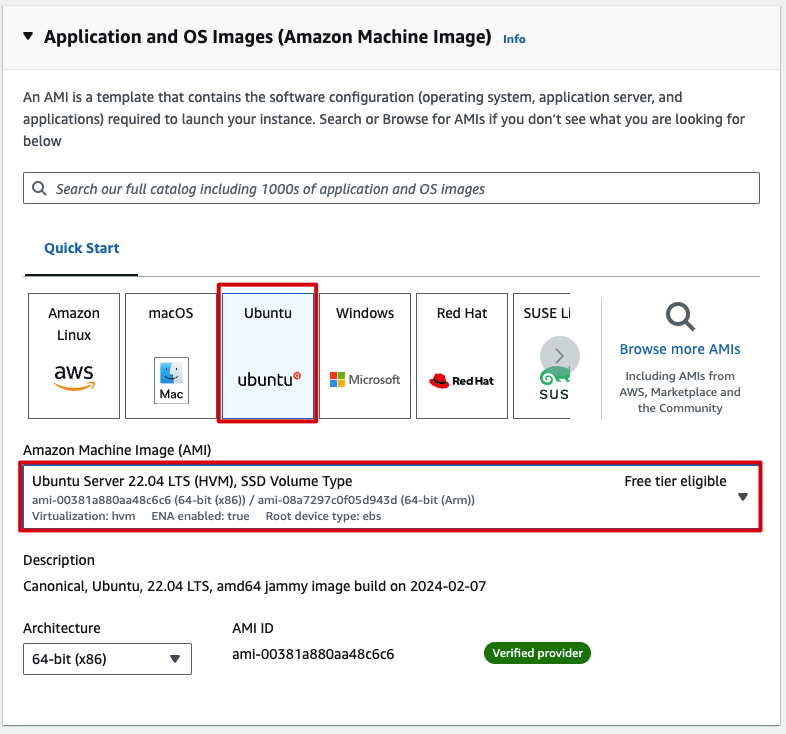 Application and OS Images (Amazon Machine Image) Info
An AMI is a template that contains the software configuration (operating system, application server, and
applications) required to launch your instance. Search or Browse for AMIs if you don't see what you are looking for
below
Search our full catalog including 1000s of application and OS images
Quick Start
Amazon
Linux
aws
macOS
Mac
Ubuntu
ubuntu
Windows
Microsoft
Red Hat
Red Hat
SUSE Li
SUS
Browse more AMIs
Including AMIs from
AWS, Marketplace and
the Community
Amazon Machine Image (AMI)
Ubuntu Server 22.04 LTS (HVM), SSD Volume Type Free tier eligible
ami-00381a880aa48c6c6 (64-bit (x86)) / ami-08a7297c0f05d943d (64-bit (Arm))
Virtualization: hvm ENA enabled: true Root device type: ebs
Description
Canonical, Ubuntu, 22.04 LTS, amd64 jammy image build on 2024-02-07
Architecture AMI ID
64-bit (x86) ami-00381a880aa48c6c6 Verified provider